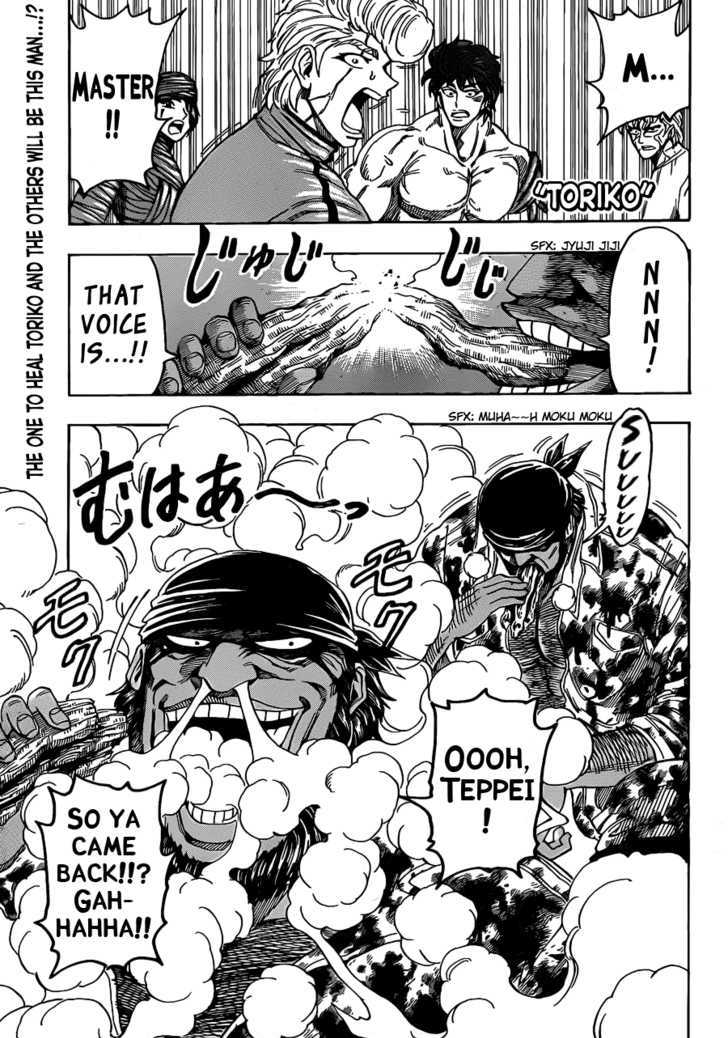 THE ONE TO HEAL TORIKO AND THE OTHERS WILL BE THIS MAN...!?
M...
MASTER
!!
"TORIKO"
SFX: JYUJI JIJI
NNN!
じじ
じゅじ
THAT
VOICE
IS...!!
SFX: MUHA~~H MOKU MOKU
SUUUUU
むはあ～っ
モク
モク
OOOH,
TEPPEI
!
SO YA
CAME
BACK!!?
GAH-
HAHHA!!